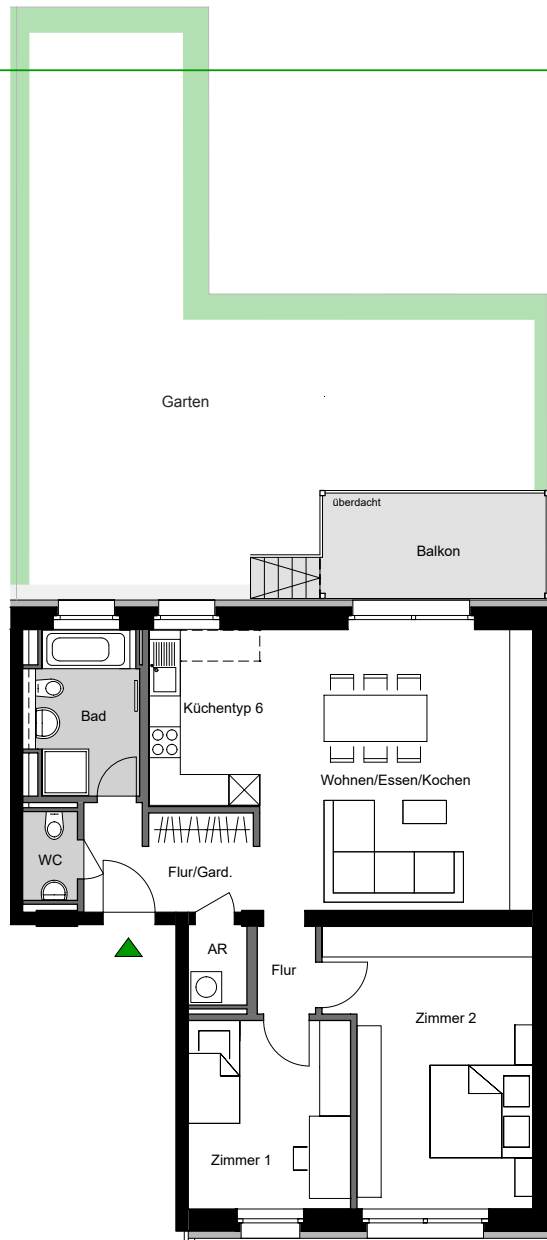 Garten
überdacht
Balkon
Küchentyp 6
Bad
Wohnen/Essen/Kochen
WC
Flur/Gard.
AR
Flur
Zimmer 2
Zimmer 1